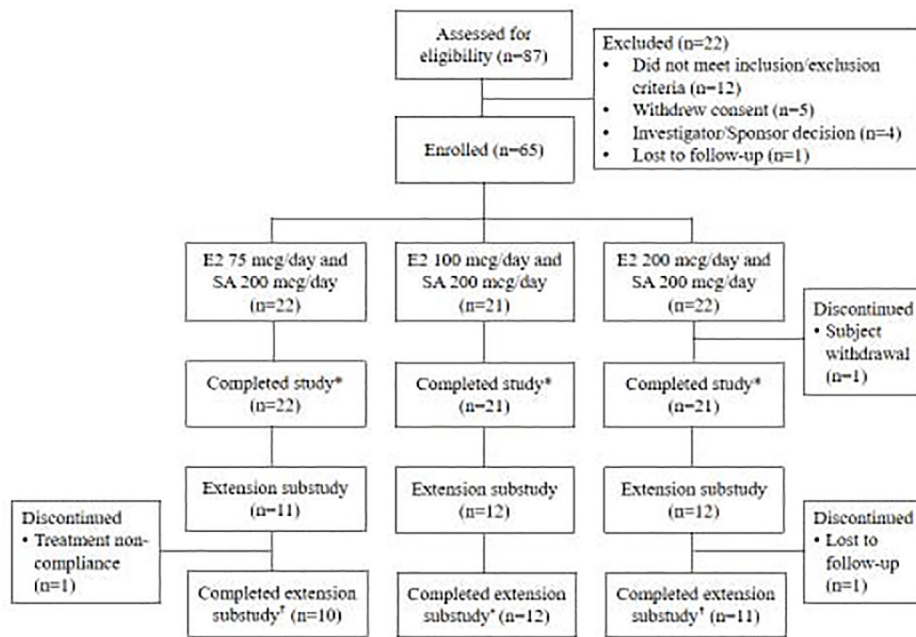 Assessed for
eligibility (n=87)
Excluded (n=22)
• Did not meet inclusion/exclusion
criteria (n=12)
• Withdrew consent (n=5)
• Investigator/Sponsor decision (n=4)
• Lost to follow-up (n=1)
Enrolled (n=65)
E2 75 mcg/day and
SA 200 mcg/day
(n=22)
E2 100 mcg/day and
SA 200 mcg/day
(n=21)
E2 200 mcg/day and
SA 200 mcg/day
(n=22)
Discontinued
• Subject
withdrawal
(n=1)
Completed study*
(n=22)
Completed study*
(n=21)
Completed study*
(n=21)
Extension substudy
(n=11)
Extension substudy
(n=12)
Extension substudy
(n=12)
Discontinued
• Treatment non-
compliance
(n=1)
Discontinued
• Lost to
follow-up
(n=1)
Completed extension
substudy† (n=10)
Completed extension
substudy* (n=12)
Completed extension
substudy† (n=11)